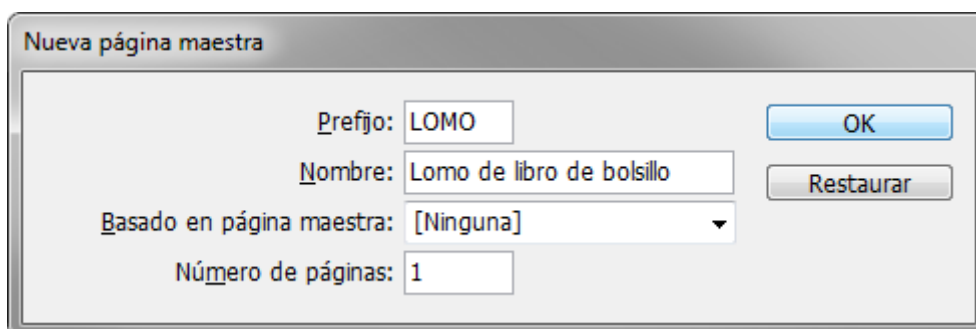 Nueva página maestra
Prefijo: LOMO
OK
Nombre: Lomo de libro de bolsillo
Restaurar
Basado en página maestra: [Ninguna]
Número de páginas: 1